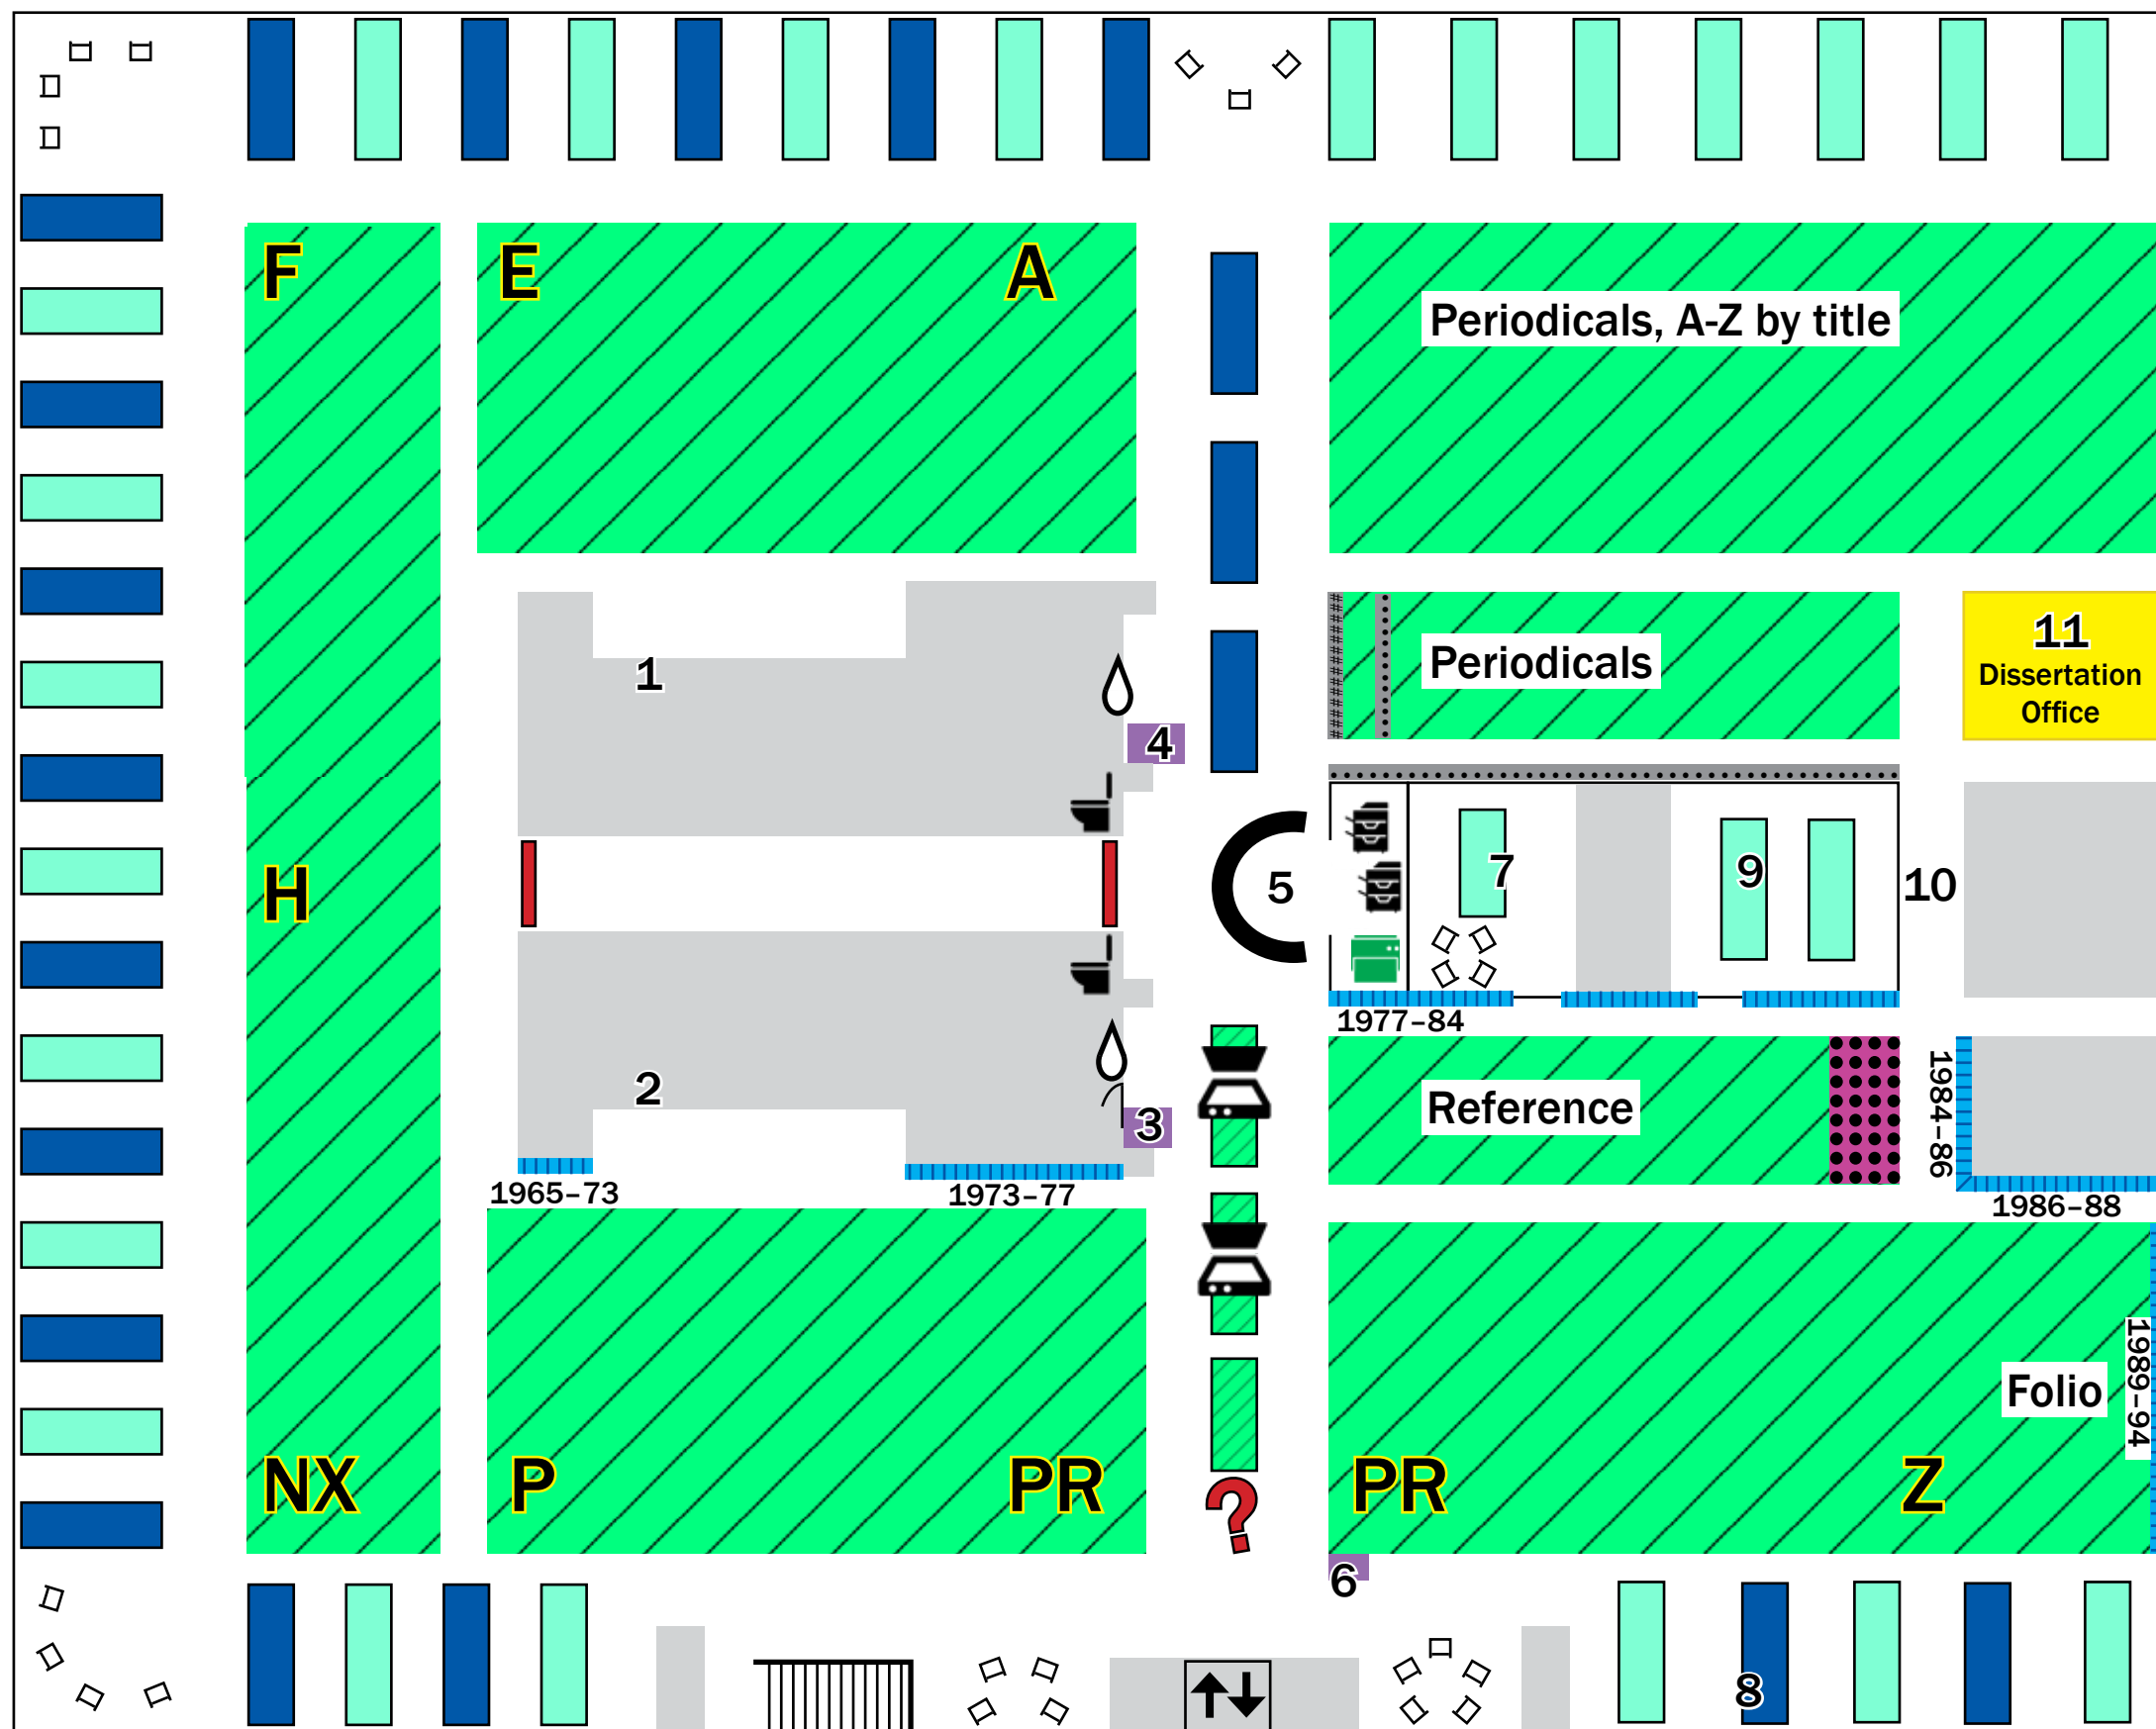 F
E
A
Periodicals, A-Z by title
1
Periodicals
11
Dissertation
Office
4
H
5
7
9
10
1977–84
2
3
Reference
1984–86
1965–73
1973–77
1986–88
1989–94
Folio
NX
P
PR
?
PR
Z
6
8